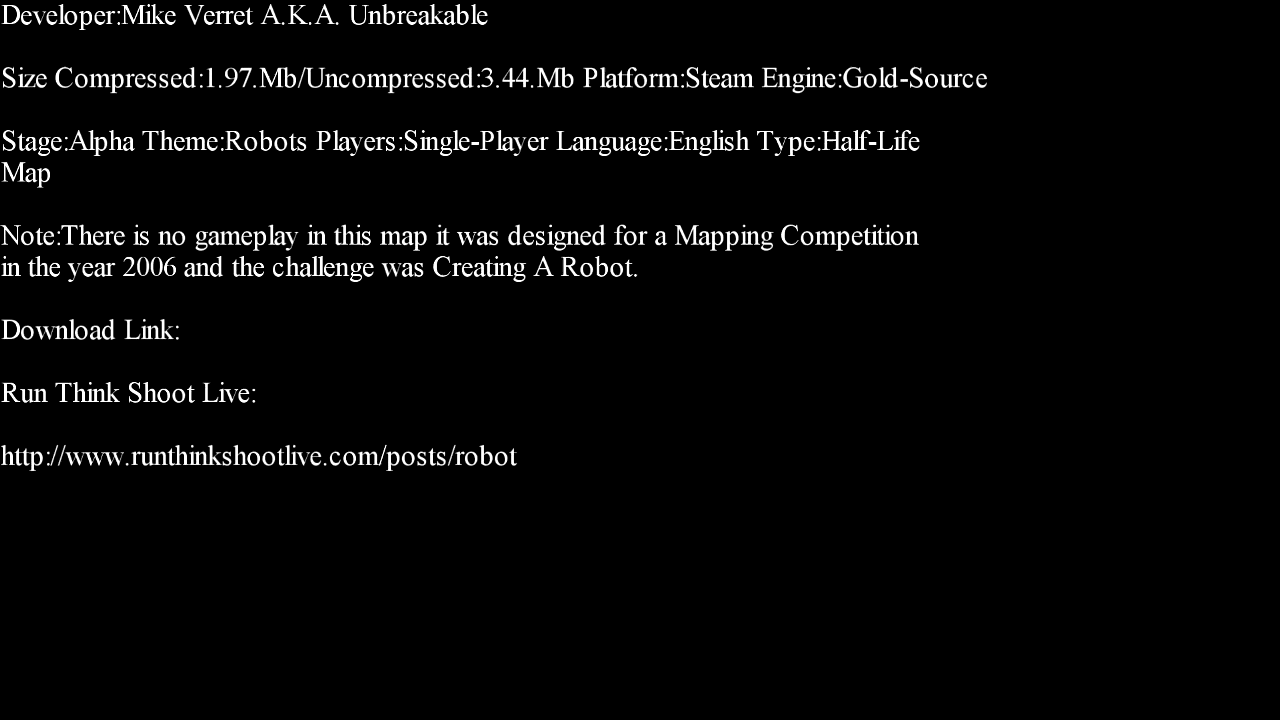 Developer:Mike Verret A.K.A. Unbreakable
Size Compressed:1.97.Mb/Uncompressed:3.44.Mb Platform:Steam Engine:Gold-Source
Stage:Alpha Theme:Robots Players:Single-Player Language:English Type:Half-Life
Map
Note:There is no gameplay in this map it was designed for a Mapping Competition
in the year 2006 and the challenge was Creating A Robot.
Download Link:
Run Think Shoot Live:
http://www.runthinkshootlive.com/posts/robot